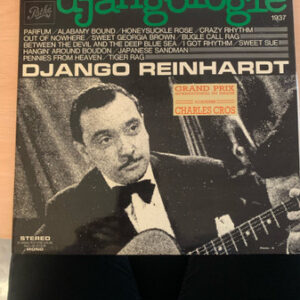 djangologie
Pathé
1937
PARFUM / ALABAMY BOUND / HONEYSUCKLE ROSE / CRAZY RHYTHM
OUT OF NOWHERE / SWEET GEORGIA BROWN / BUGLE CALL RAG
BETWEEN THE DEVIL AND THE DEEP BLUE SEA / I GOT RHYTHM / SWEET SUE
HANGIN' AROUND BOUDON / JAPANESE SANDMAN
PENNIES FROM HEAVEN / TIGER RAG
DJANGO REINHARDT
GRAND PRIX
CHARLES CROS
STEREO
MONO